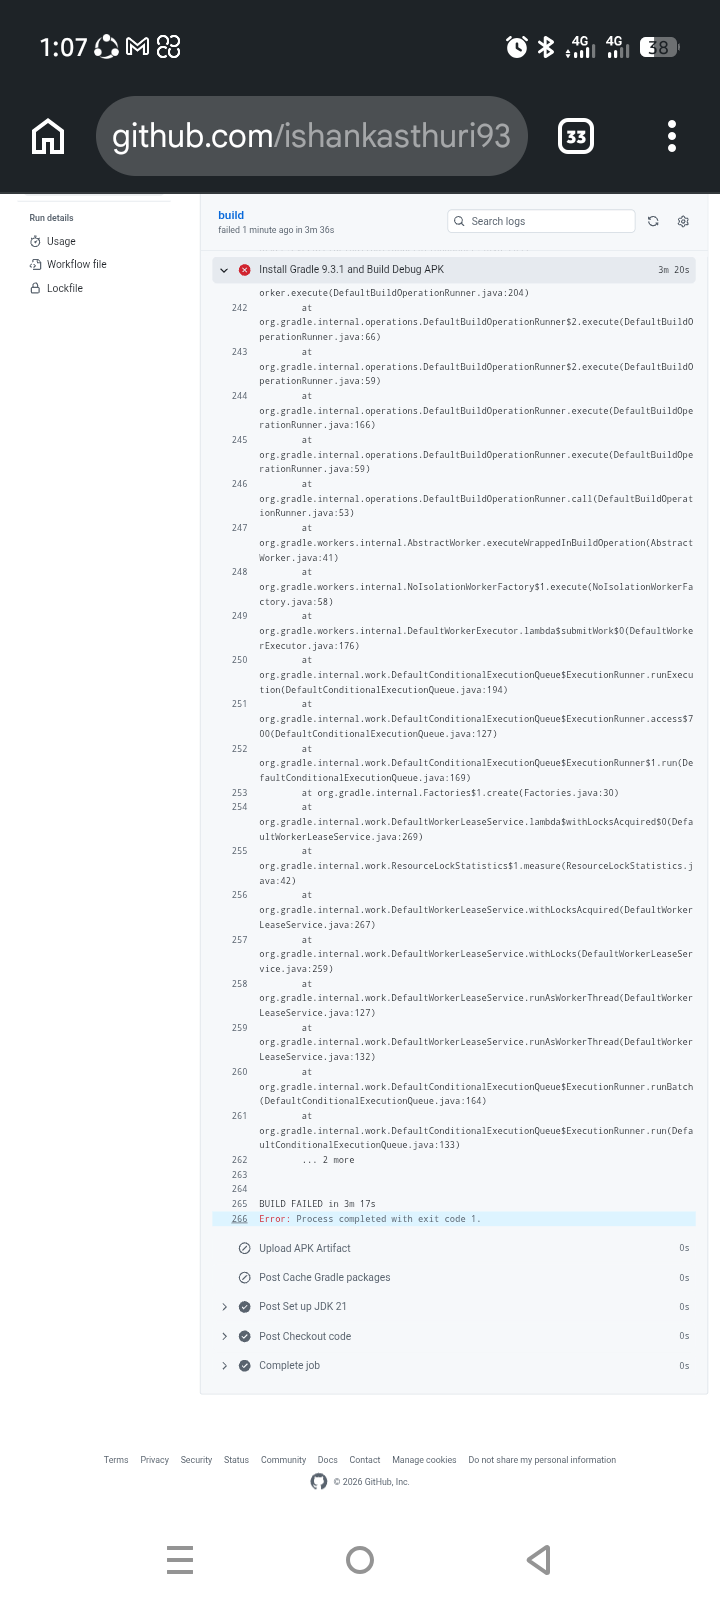 1:07
4G
4G
38
github.com/ishankasthuri93
33
Run details
Usage
Workflow file
Lockfile
build
failed 1 minute ago in 3m 36s
Search logs
Install Gradle 9.3.1 and Build Debug APK 3m 20s
orker.execute(DefaultBuildOperationRunner.java:204)
242 at
org.gradle.internal.operations.DefaultBuildOperationRunner$2.execute(DefaultBuildO
perationRunner.java:66)
243 at
org.gradle.internal.operations.DefaultBuildOperationRunner$2.execute(DefaultBuildO
perationRunner.java:59)
244 at
org.gradle.internal.operations.DefaultBuildOperationRunner.execute(DefaultBuildOpe
rationRunner.java:166)
245 at
org.gradle.internal.operations.DefaultBuildOperationRunner.execute(DefaultBuildOpe
rationRunner.java:59)
246 at
org.gradle.internal.operations.DefaultBuildOperationRunner.call(DefaultBuildOperat
ionRunner.java:53)
247 at
org.gradle.workers.internal.AbstractWorker.executeWrappedInBuildOperation(Abstract
Worker.java:41)
248 at
org.gradle.workers.internal.NoIsolationWorkerFactory$1.execute(NoIsolationWorkerFa
ctory.java:58)
249 at
org.gradle.workers.internal.DefaultWorkerExecutor.lambda$submitWork$0(DefaultWorke
rExecutor.java:176)
250 at
org.gradle.internal.work.DefaultConditionalExecutionQueue$ExecutionRunner.runExecu
tion(DefaultConditionalExecutionQueue.java:194)
251 at
org.gradle.internal.work.DefaultConditionalExecutionQueue$ExecutionRunner.access$7
00(DefaultConditionalExecutionQueue.java:127)
252 at
org.gradle.internal.work.DefaultConditionalExecutionQueue$ExecutionRunner$1.run(De
faultConditionalExecutionQueue.java:169)
253 at org.gradle.internal.Factories$1.create(Factories.java:30)
254 at
org.gradle.internal.work.DefaultWorkerLeaseService.lambda$withLocksAcquired$0(Defa
ultWorkerLeaseService.java:269)
255 at
org.gradle.internal.work.ResourceLockStatistics$1.measure(ResourceLockStatistics.j
ava:42)
256 at
org.gradle.internal.work.DefaultWorkerLeaseService.withLocksAcquired(DefaultWorker
LeaseService.java:267)
257 at
org.gradle.internal.work.DefaultWorkerLeaseService.withLocks(DefaultWorkerLeaseSer
vice.java:259)
258 at
org.gradle.internal.work.DefaultWorkerLeaseService.runAsWorkerThread(DefaultWorker
LeaseService.java:127)
259 at
org.gradle.internal.work.DefaultWorkerLeaseService.runAsWorkerThread(DefaultWorker
LeaseService.java:132)
260 at
org.gradle.internal.work.DefaultConditionalExecutionQueue$ExecutionRunner.runBatch
(DefaultConditionalExecutionQueue.java:164)
261 at
org.gradle.internal.work.DefaultConditionalExecutionQueue$ExecutionRunner.run(Defa
ultConditionalExecutionQueue.java:133)
262 ... 2 more
263
264
265 BUILD FAILED in 3m 17s
266 Error: Process completed with exit code 1.
Upload APK Artifact 0s
Post Cache Gradle packages 0s
Post Set up JDK 21 0s
Post Checkout code 0s
Complete job 0s
Terms Privacy Security Status Community Docs Contact Manage cookies Do not share my personal information
© 2026 GitHub, Inc.